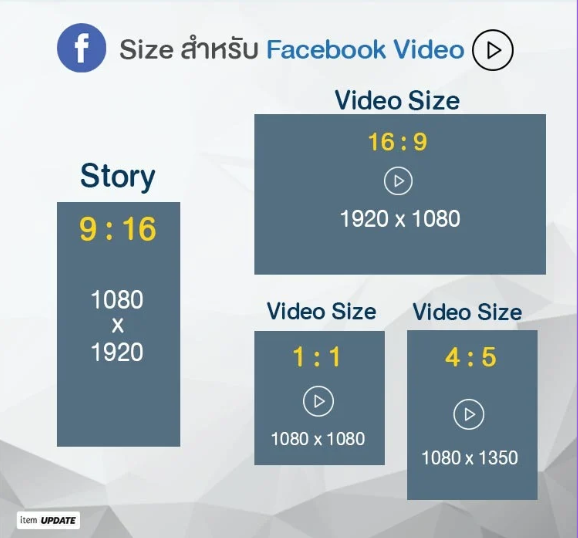 f Size สำหรับ Facebook Video
Story
9 : 16
1080
x
1920
Video Size
16 : 9
1920 x 1080
Video Size
1 : 1
1080 x 1080
Video Size
4 : 5
1080 x 1350
item UPDATE